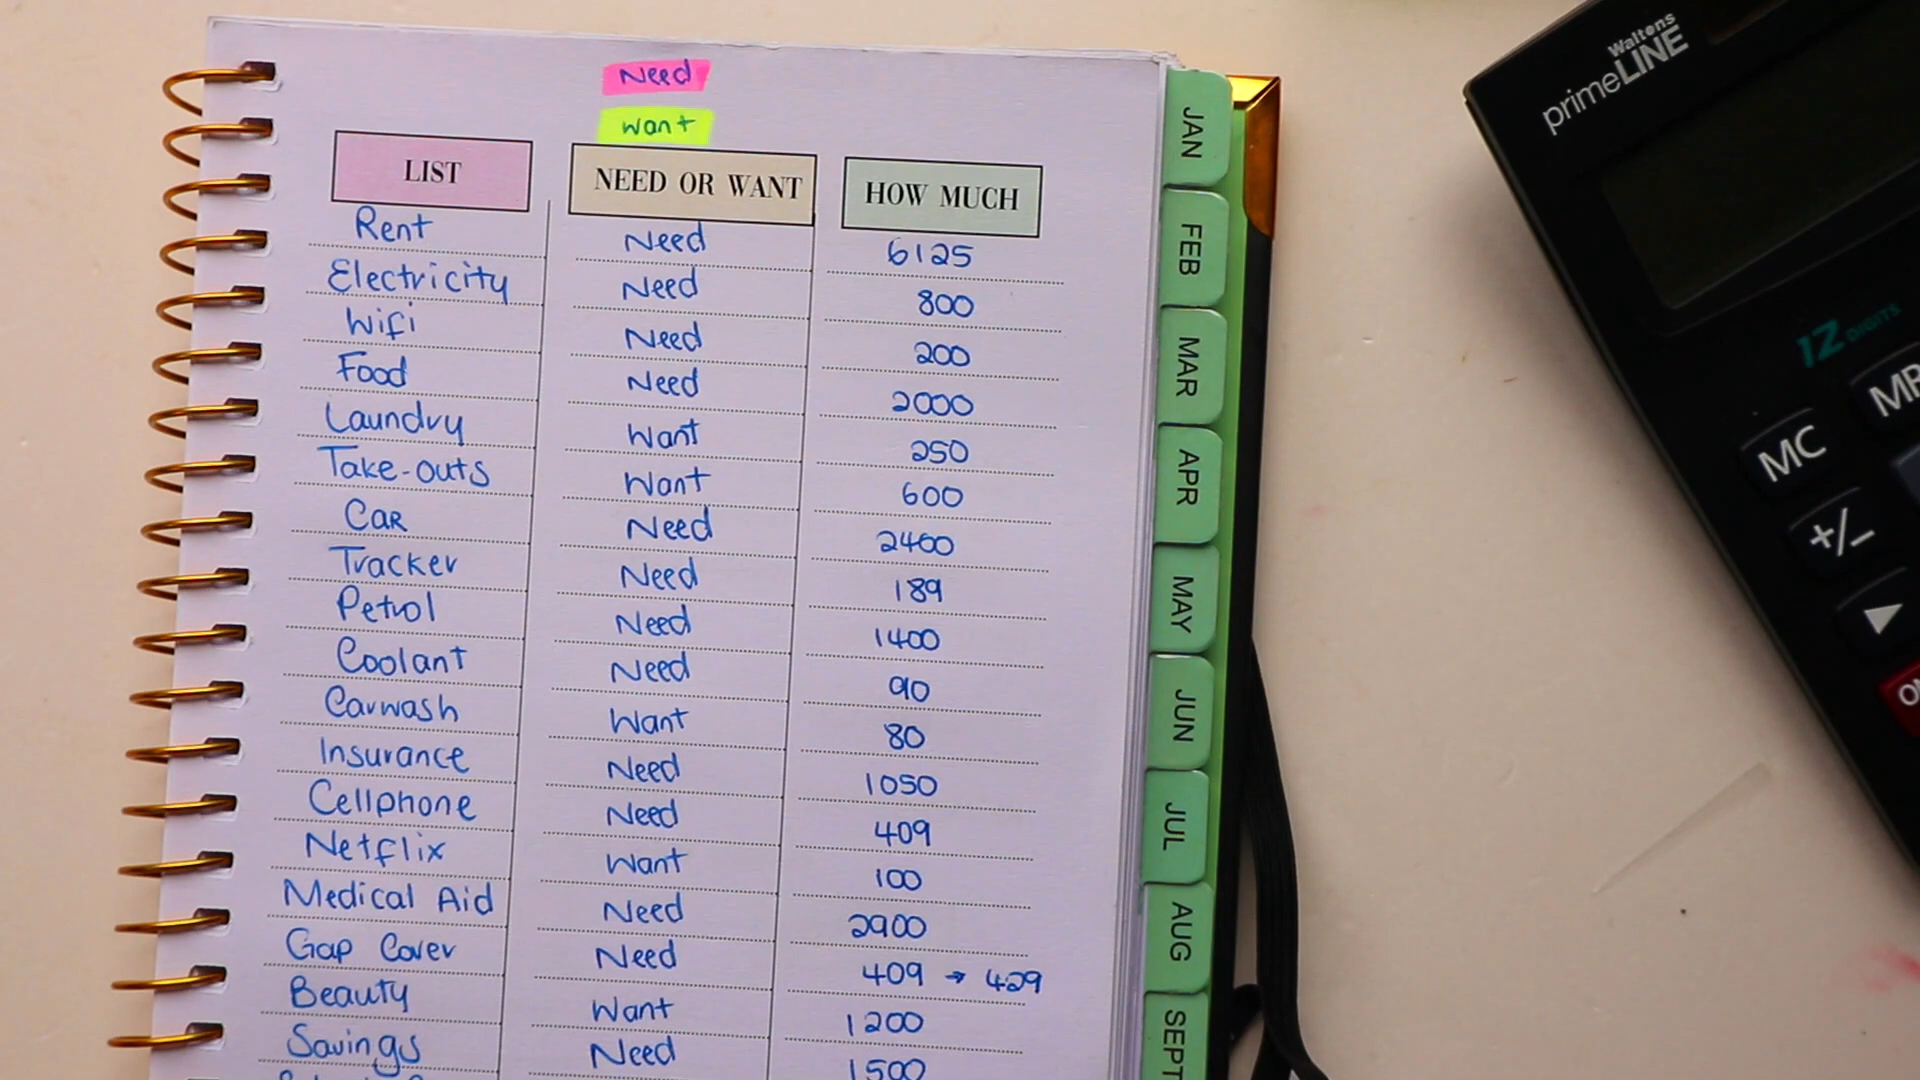 Need
Want
LIST NEED OR WANT HOW MUCH
Rent Need 6125
Electricity Need 800
Wifi Need 200
Food Need 2000
Laundry Want 250
Take-outs Want 600
Car Need 2400
Tracker Need 189
Petrol Need 1400
Coolant Need 90
Carwash Want 80
Insurance Need 1050
Cellphone Need 409
Netflix Want 100
Medical Aid Need 2900
Gap Cover Need 409 → 429
Beauty Want 1200
Savings Need 1500
JAN
FEB
MAR
APR
MAY
JUN
JUL
AUG
SEPT
Waltons
primeLINE
12 DIGITS
MC
+/-